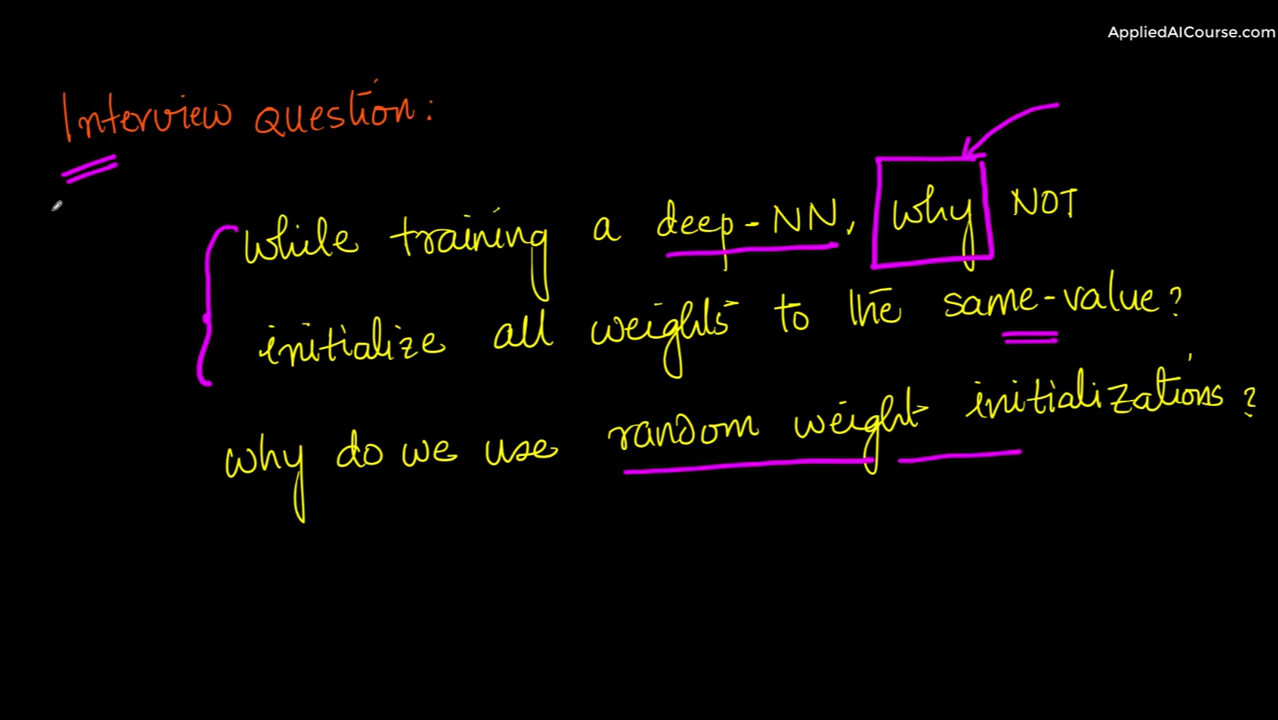 AppliedAICourse.com
Interview question:
while training a deep-NN, why NOT
initialize all weights to the same-value?
why do we use random weight initializations?